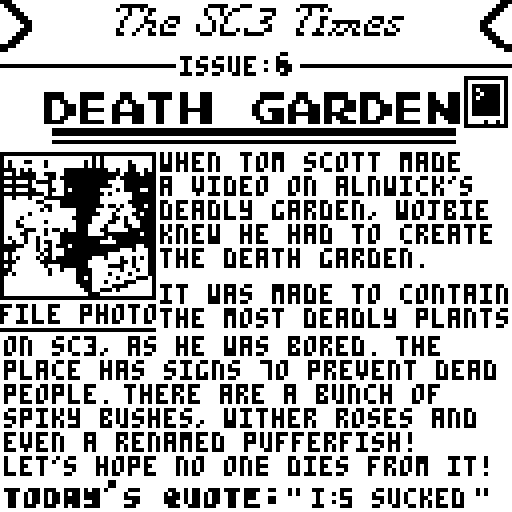 The SC3 Times
ISSUE:6
DEATH GARDEN
WHEN TOM SCOTT MADE
A VIDEO ON ALNWICK'S
DEADLY GARDEN, WOJBIE
KNEW HE HAD TO CREATE
THE DEATH GARDEN.
IT WAS MADE TO CONTAIN
FILE PHOTO
THE MOST DEADLY PLANTS
ON SC3, AS HE WAS BORED. THE
PLACE HAS SIGNS TO PREVENT DEAD
PEOPLE. THERE ARE A BUNCH OF
SPIKY BUSHES, WITHER ROSES AND
EVEN A RENAMED PUFFERFISH!
LET'S HOPE NO ONE DIES FROM IT!
TODAY'S QUOTE: "I:5 SUCKED"